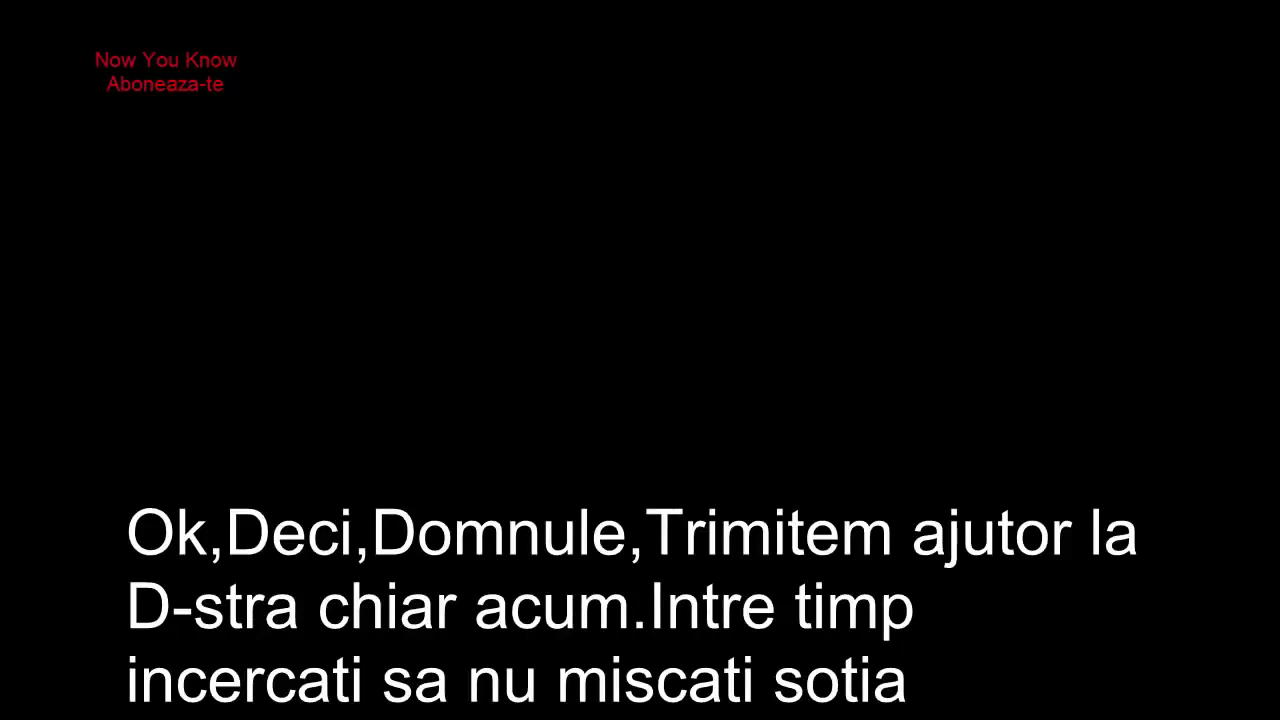 Now You Know
Aboneaza-te
Ok,Deci,Domnule,Trimitem ajutor la
D-stra chiar acum.Intre timp
incercati sa nu miscati sotia